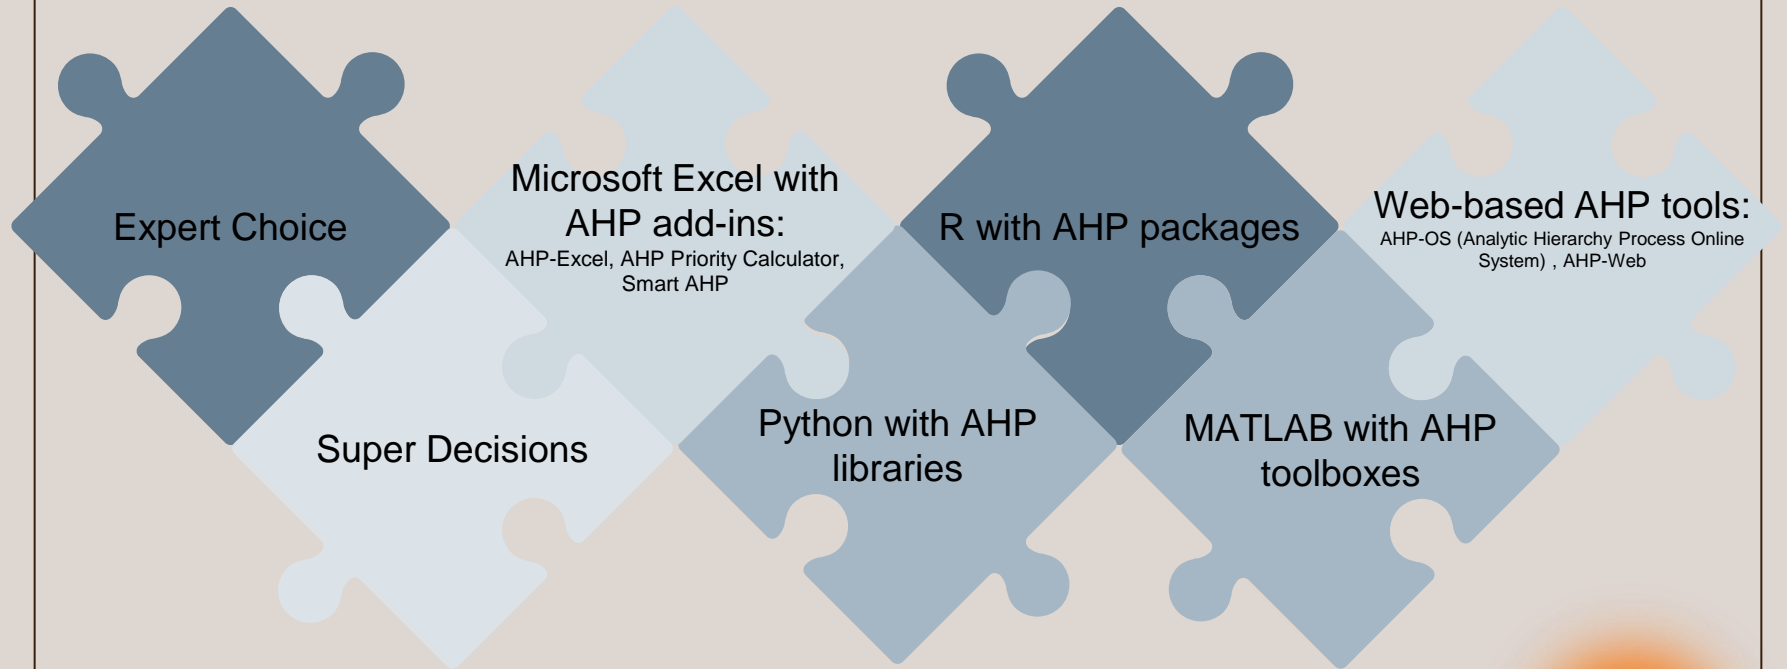 Expert Choice
Microsoft Excel with
AHP add-ins:
AHP-Excel, AHP Priority Calculator,
Smart AHP
R with AHP packages
Web-based AHP tools:
AHP-OS (Analytic Hierarchy Process Online
System) , AHP-Web
Super Decisions
Python with AHP
libraries
MATLAB with AHP
toolboxes